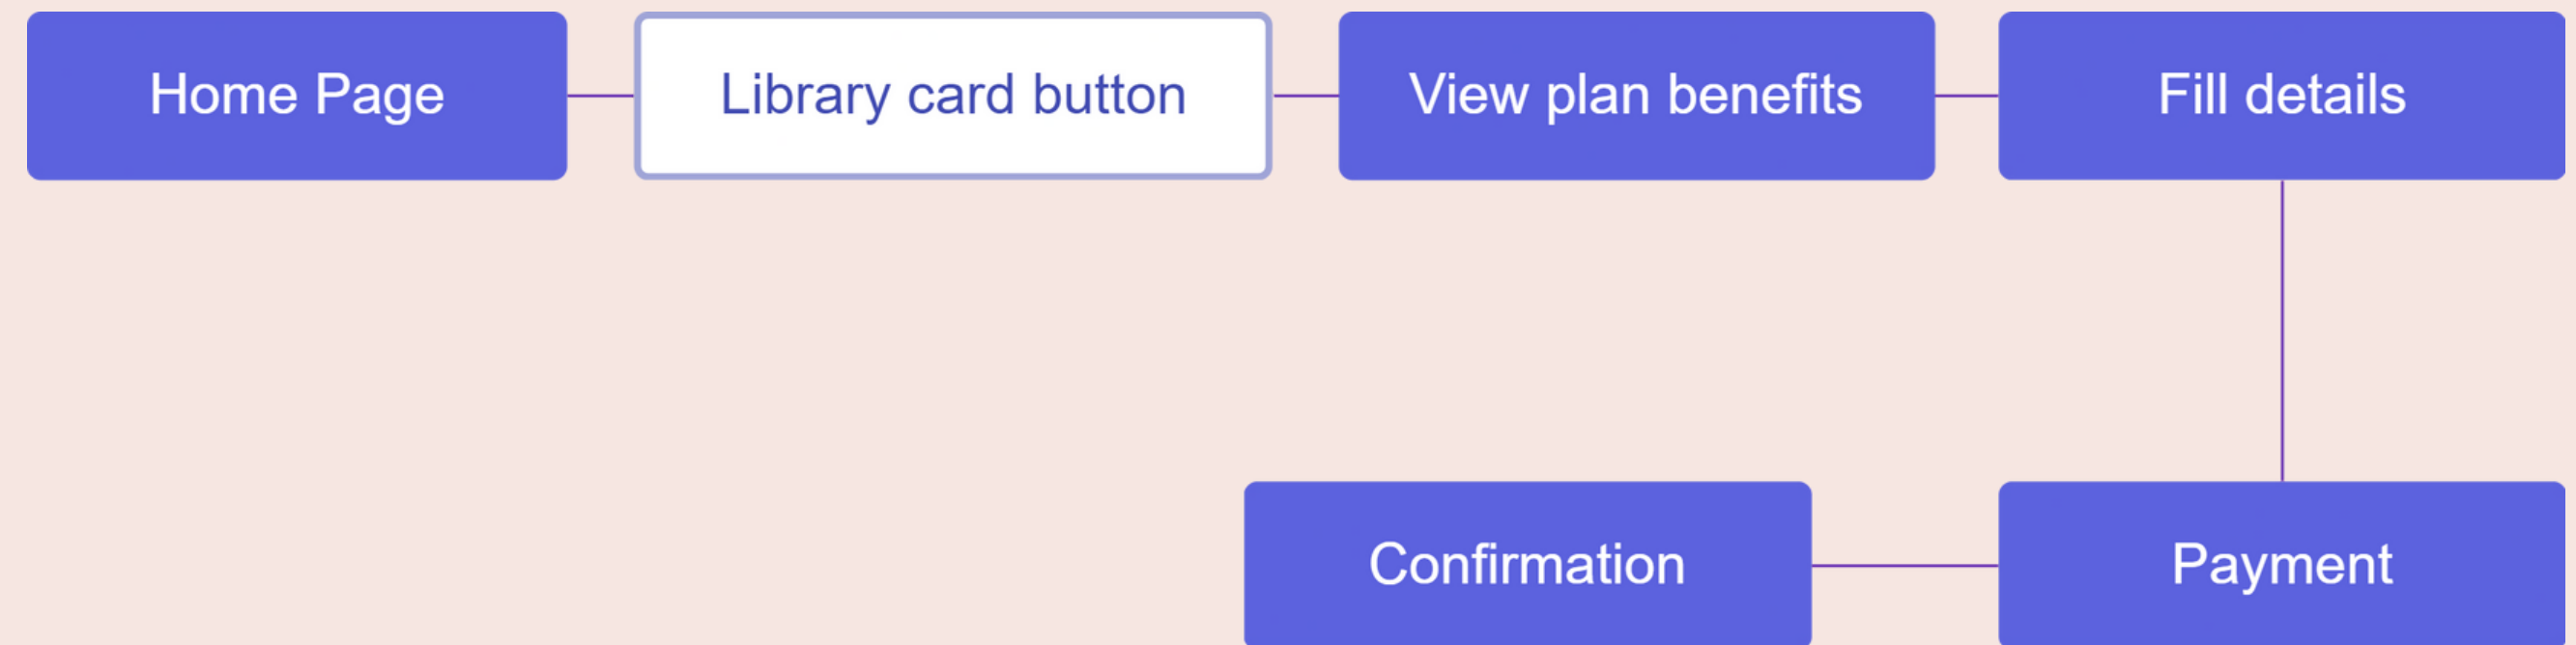 Home Page
Library card button
View plan benefits
Fill details
Confirmation
Payment